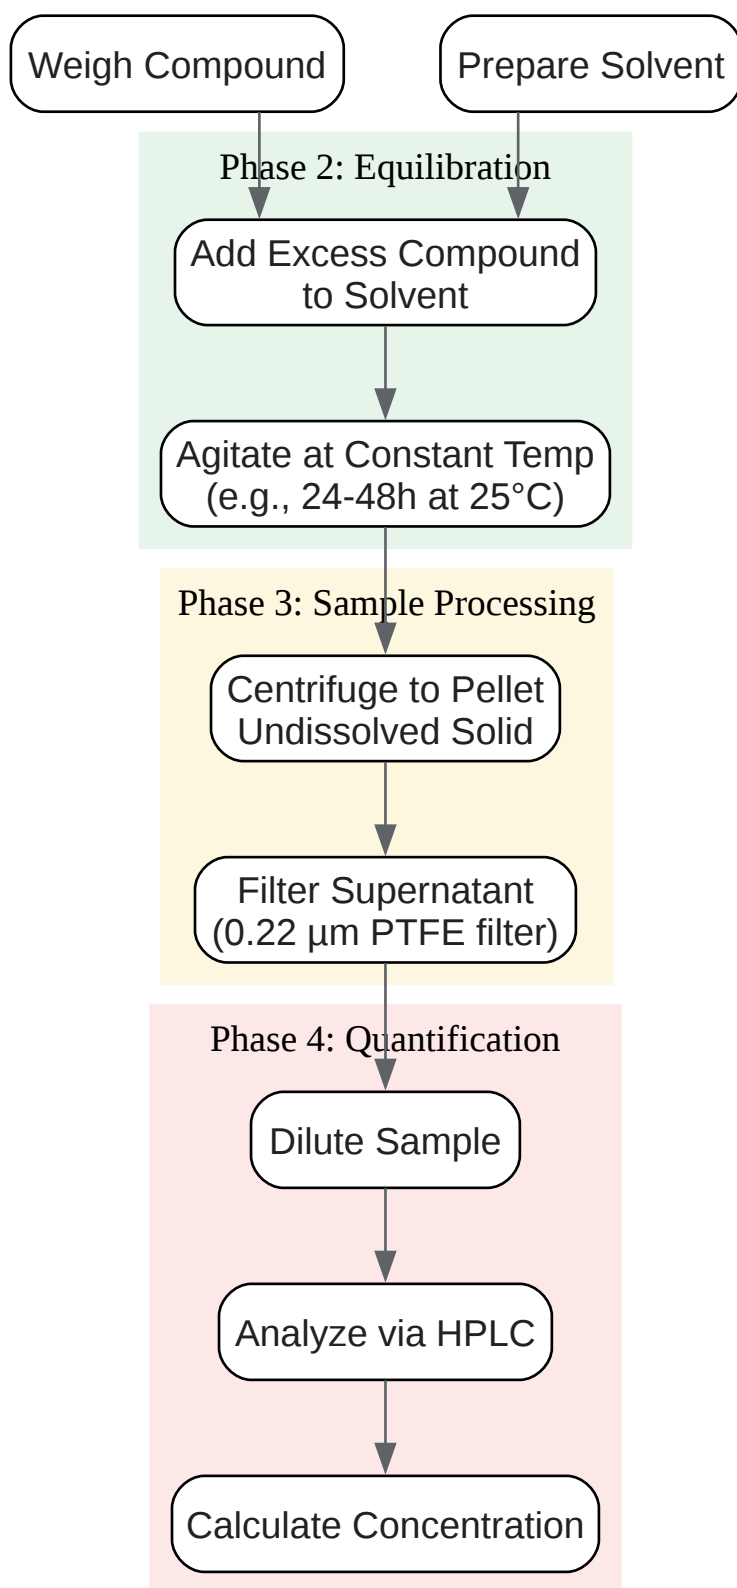 Weigh Compound
Prepare Solvent
Phase 2: Equilibration
Add Excess Compound
to Solvent
Agitate at Constant Temp
(e.g., 24-48h at 25°C)
Phase 3: Sample Processing
Centrifuge to Pellet
Undissolved Solid
Filter Supernatant
(0.22 µm PTFE filter)
Phase 4: Quantification
Dilute Sample
Analyze via HPLC
Calculate Concentration